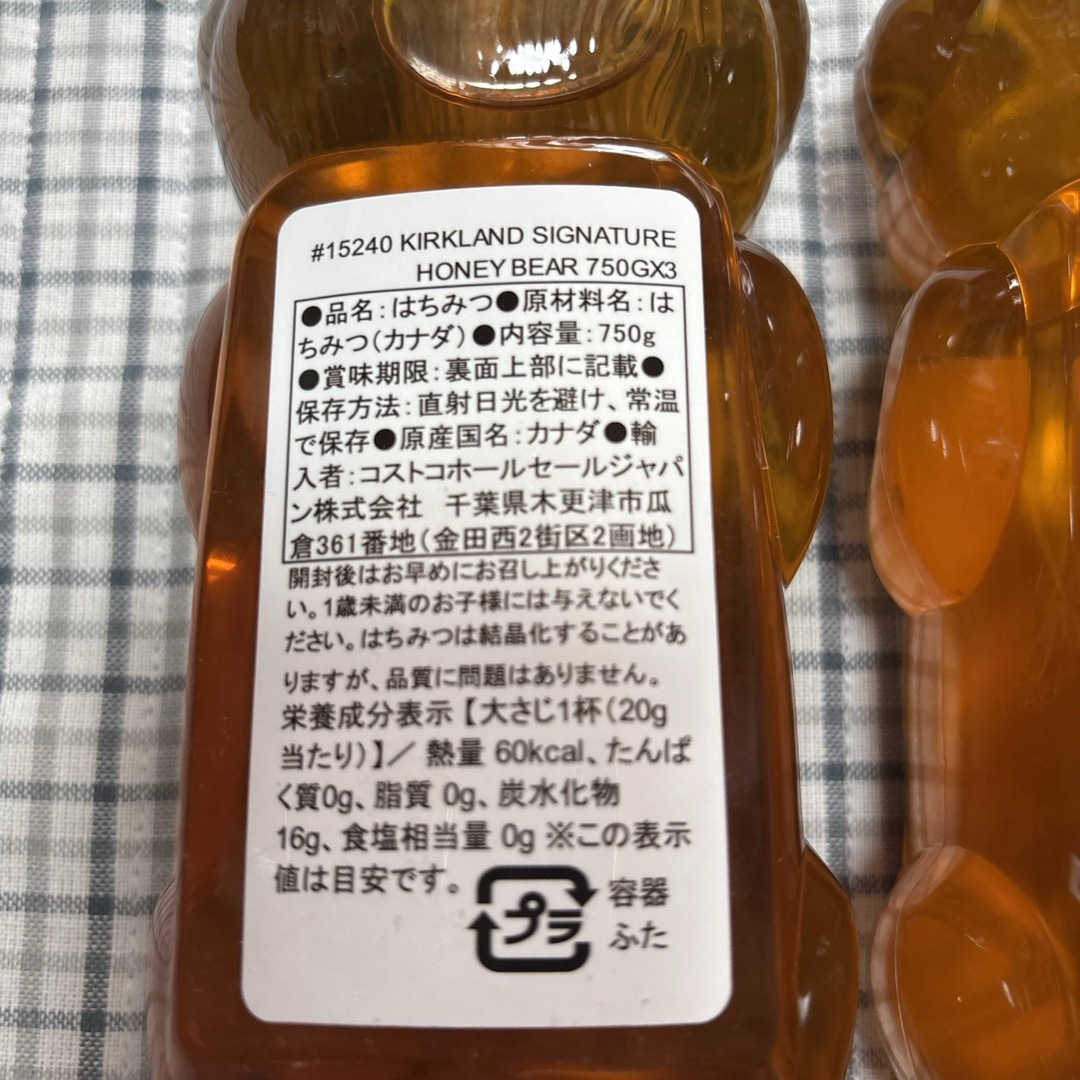 #15240 KIRKLAND SIGNATURE
HONEY BEAR 750GX3
●品名:はちみつ●原材料名:は
ちみつ(カナダ)●内容量:750g
●賞味期限:裏面上部に記載●
保存方法:直射日光を避け、常温
で保存●原産国名:カナダ●輸
入者:コストコホールセールジャパ
ン株式会社 千葉県木更津市瓜
倉361番地(金田西2街区2画地)
開封後はお早めにお召し上がりくださ
い。1歳未満のお子様には与えないでく
ださい。はちみつは結晶化することがあ
りますが、品質に問題はありません。
栄養成分表示【大さじ1杯(20g
当たり)】/ 熱量 60kcal、たんぱ
く質0g、脂質 0g、炭水化物
16g、食塩相当量 0g ※この表示
値は目安です。
プラ
容器
ふた